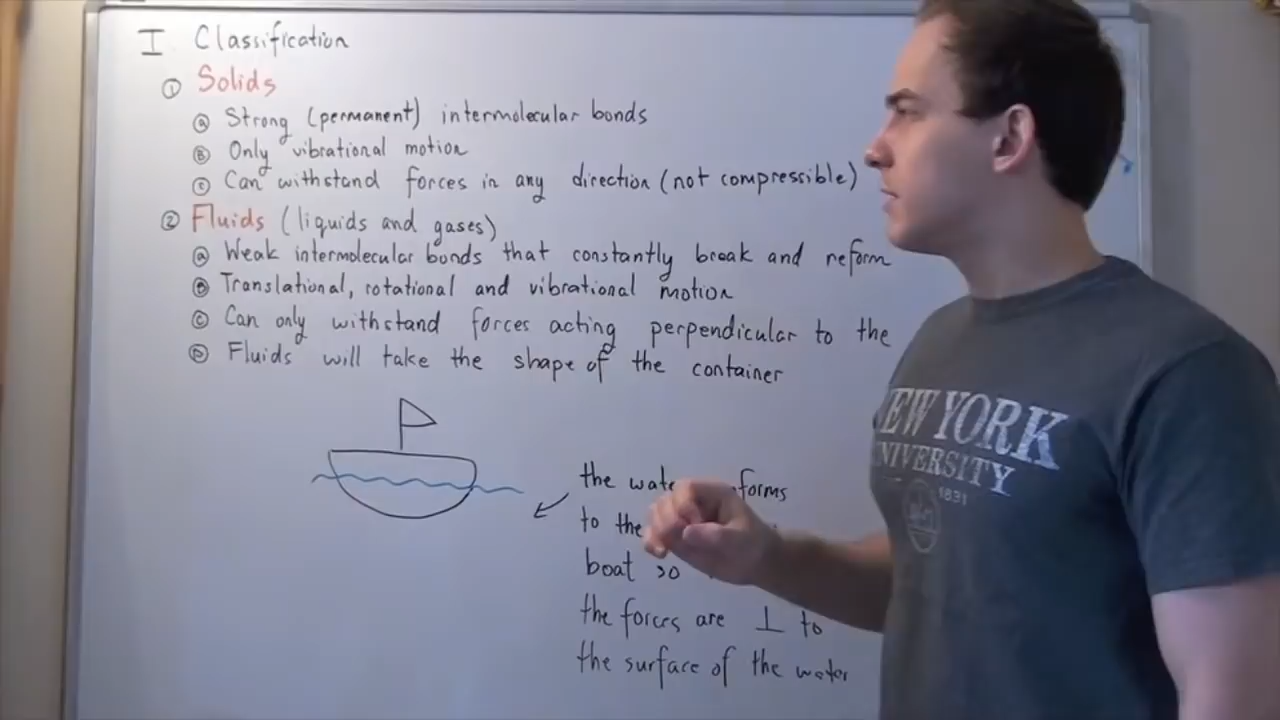 I Classification
① Solids
Ⓐ Strong (permanent) intermolecular bonds
Ⓑ Only vibrational motion
Ⓒ Can withstand forces in any direction (not compressible)
② Fluids (liquids and gases)
Ⓐ Weak intermolecular bonds that constantly break and reform
Ⓑ Translational, rotational and vibrational motion
Ⓒ Can only withstand forces acting perpendicular to the
Ⓓ Fluids will take the shape of the container
the
to the
boat so
the forces are ⊥ to
the surface of the water
NEW YORK
UNIVERSITY
1831